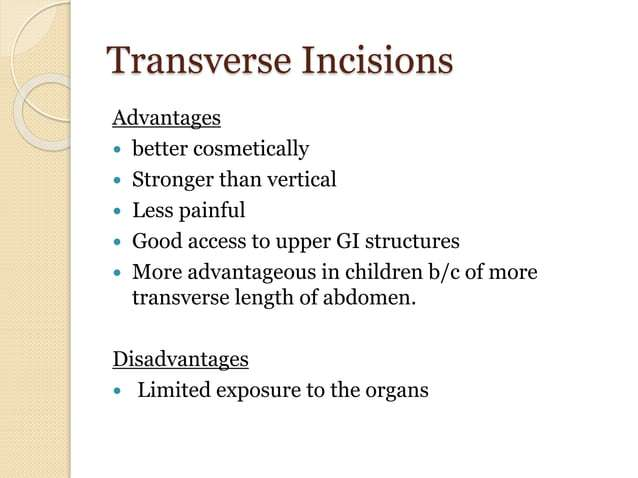 Transverse Incisions
Advantages
• better cosmetically
• Stronger than vertical
• Less painful
• Good access to upper GI structures
• More advantageous in children b/c of more
transverse length of abdomen.
Disadvantages
• Limited exposure to the organs